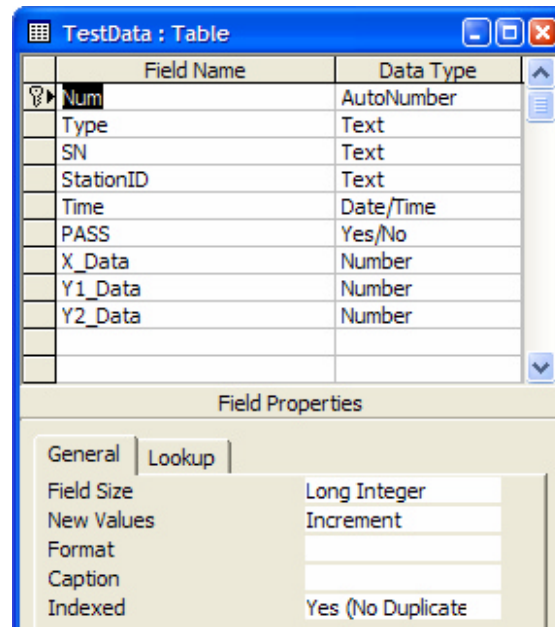 TestData : Table
Field Name Data Type
Num AutoNumber
Type Text
SN Text
StationID Text
Time Date/Time
PASS Yes/No
X_Data Number
Y1_Data Number
Y2_Data Number
Field Properties
General Lookup
Field Size Long Integer
New Values Increment
Format
Caption
Indexed Yes (No Duplicate